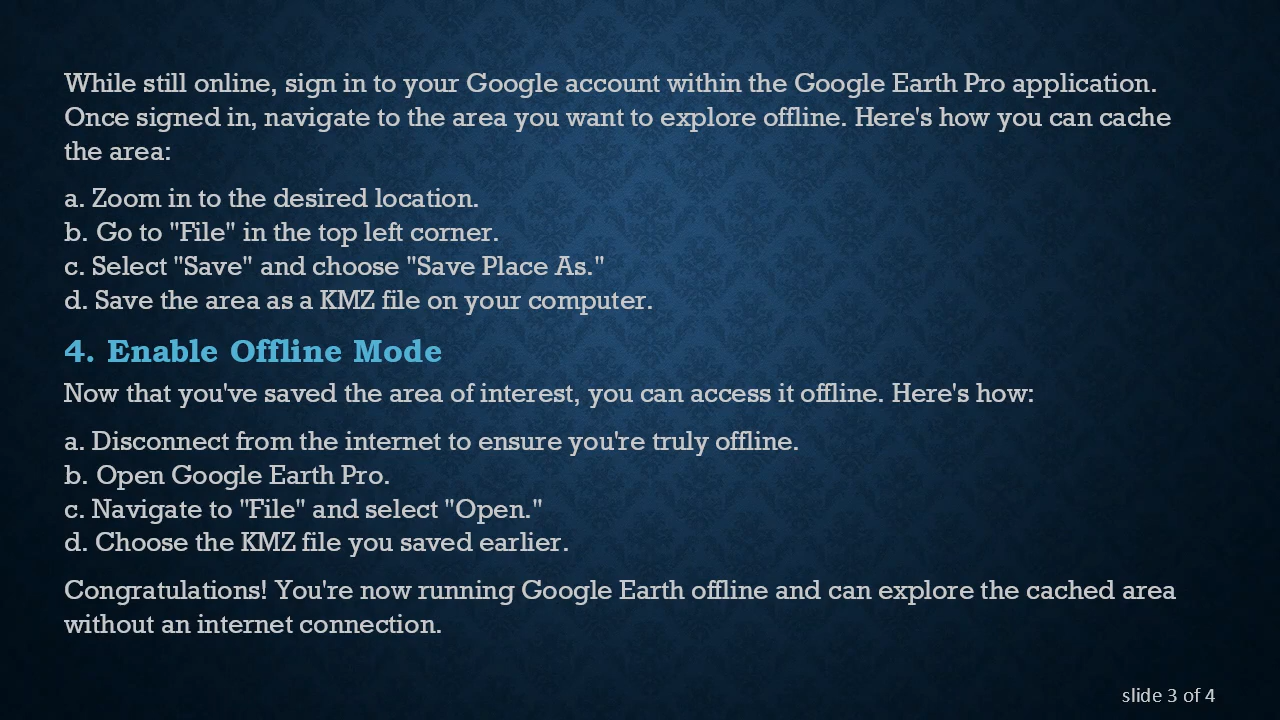 While still online, sign in to your Google account within the Google Earth Pro application.
Once signed in, navigate to the area you want to explore offline. Here's how you can cache
the area:
a. Zoom in to the desired location.
b. Go to "File" in the top left corner.
c. Select "Save" and choose "Save Place As."
d. Save the area as a KMZ file on your computer.
4. Enable Offline Mode
Now that you've saved the area of interest, you can access it offline. Here's how:
a. Disconnect from the internet to ensure you're truly offline.
b. Open Google Earth Pro.
c. Navigate to "File" and select "Open."
d. Choose the KMZ file you saved earlier.
Congratulations! You're now running Google Earth offline and can explore the cached area
without an internet connection.
slide 3 of 4